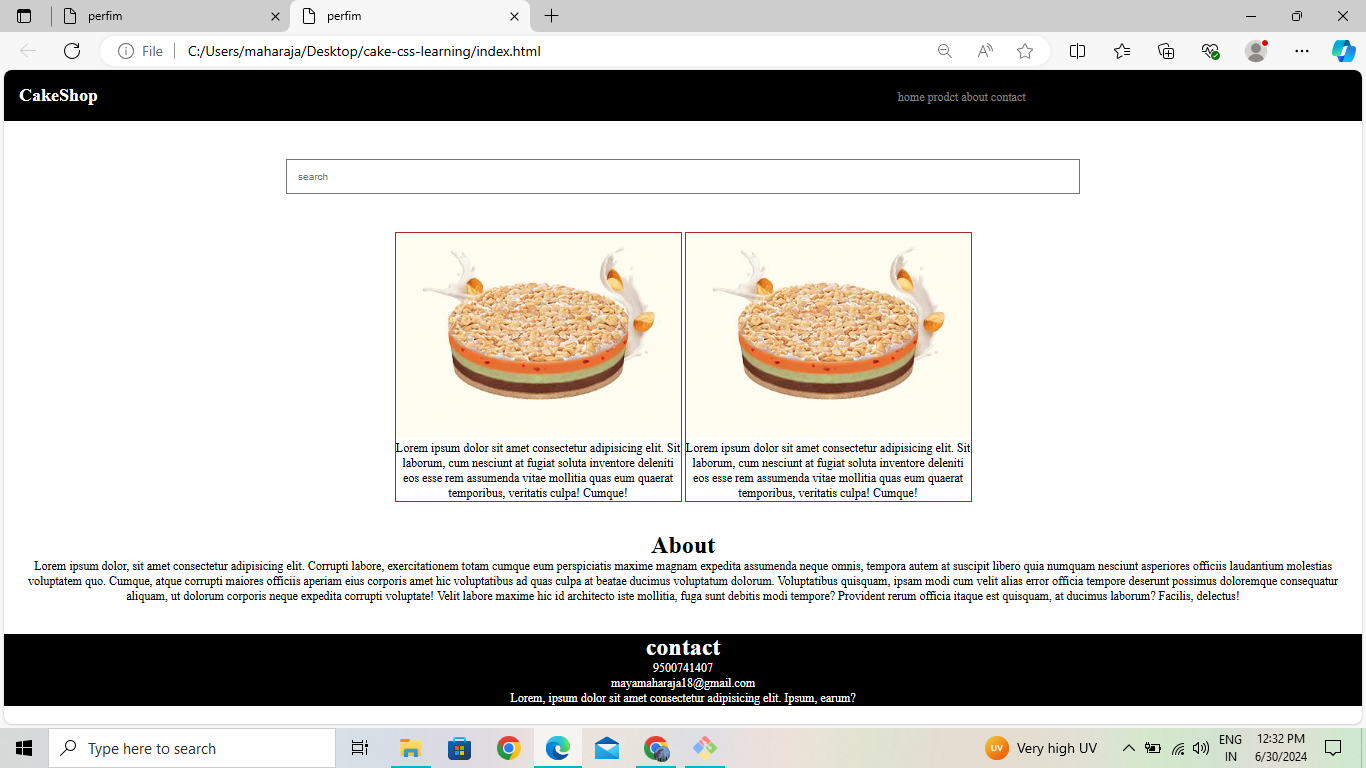 perfim
perfim
File
C:/Users/maharaja/Desktop/cake-css-learning/index.html
CakeShop
home prodct about contact
search
Lorem ipsum dolor sit amet consectetur adipisicing elit. Sit
laborum, cum nesciunt at fugiat soluta inventore deleniti
eos esse rem assumenda vitae mollitia quas eum quaerat
temporibus, veritatis culpa! Cumque!
Lorem ipsum dolor sit amet consectetur adipisicing elit. Sit
laborum, cum nesciunt at fugiat soluta inventore deleniti
eos esse rem assumenda vitae mollitia quas eum quaerat
temporibus, veritatis culpa! Cumque!
About
Lorem ipsum dolor, sit amet consectetur adipisicing elit. Corrupti labore, exercitationem totam cumque eum perspiciatis maxime magnam expedita assumenda neque omnis, tempora autem at suscipit libero quia numquam nesciunt asperiores officiis laudantium molestias
voluptatem quo. Cumque, atque corrupti maiores officiis aperiam eius corporis amet hic voluptatibus ad quas culpa at beatae ducimus voluptatum dolorum. Voluptatibus quisquam, ipsam modi cum velit alias error officia tempore deserunt possimus doloremque consequatur
aliquam, ut dolorum corporis neque expedita corrupti voluptate! Velit labore maxime hic id architecto iste mollitia, fuga sunt debitis modi tempore? Provident rerum officia itaque est quisquam, at ducimus laborum? Facilis, delectus!
contact
9500741407
mayamaharaja18@gmail.com
Lorem, ipsum dolor sit amet consectetur adipisicing elit. Ipsum, earum?
Type here to search
UV
Very high UV
ENG
IN
12:32 PM
6/30/2024